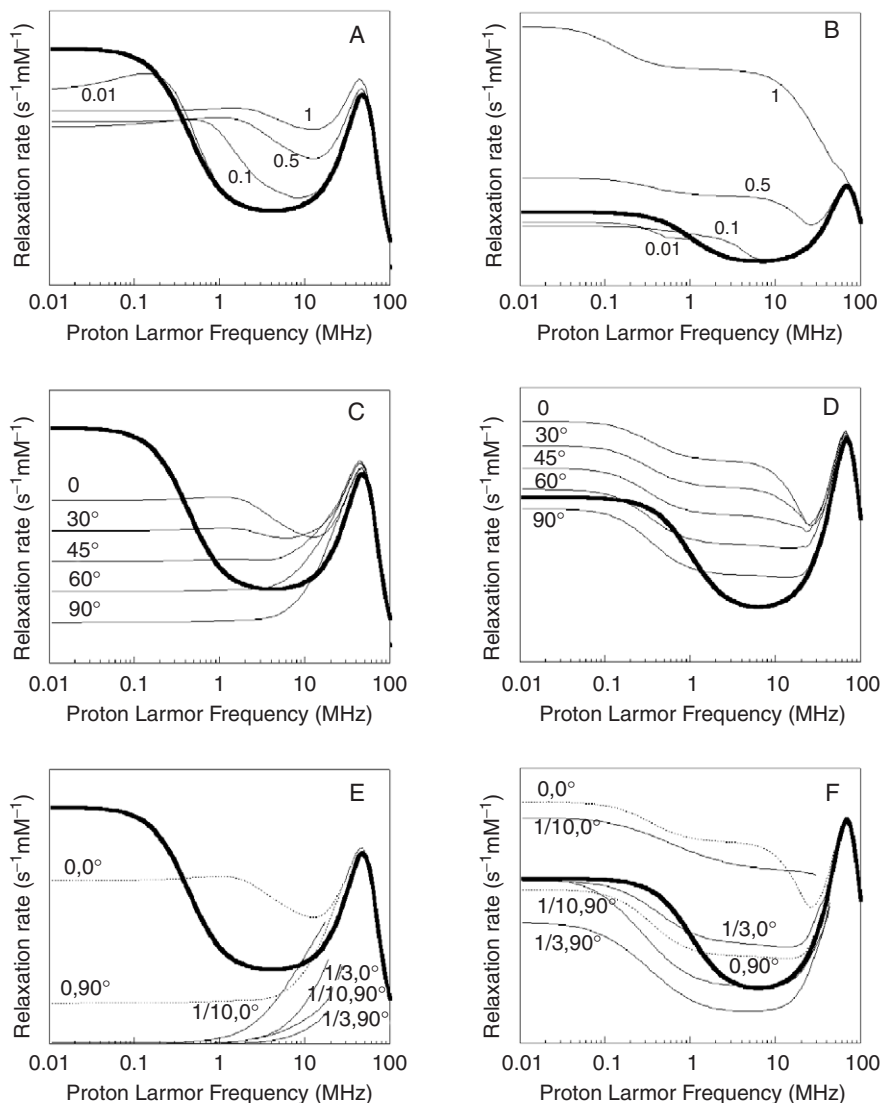 Relaxation rate (s⁻¹mM⁻¹)
A
0.01
1
0.5
0.1
0.01 0.1 1 10 100
Proton Larmor Frequency (MHz)
Relaxation rate (s⁻¹mM⁻¹)
B
1
0.5
0.1
0.01
0.01 0.1 1 10 100
Proton Larmor Frequency (MHz)
Relaxation rate (s⁻¹mM⁻¹)
C
0
30°
45°
60°
90°
0.01 0.1 1 10 100
Proton Larmor Frequency (MHz)
Relaxation rate (s⁻¹mM⁻¹)
D
0
30°
45°
60°
90°
0.01 0.1 1 10 100
Proton Larmor Frequency (MHz)
Relaxation rate (s⁻¹mM⁻¹)
E
0,0°
0,90°
1/10,0°
1/3,0°
1/10,90°
1/3,90°
0.01 0.1 1 10 100
Proton Larmor Frequency (MHz)
Relaxation rate (s⁻¹mM⁻¹)
F
0,0°
1/10,0°
1/10,90°
1/3,0°
1/3,90°
0,90°
0.01 0.1 1 10 100
Proton Larmor Frequency (MHz)